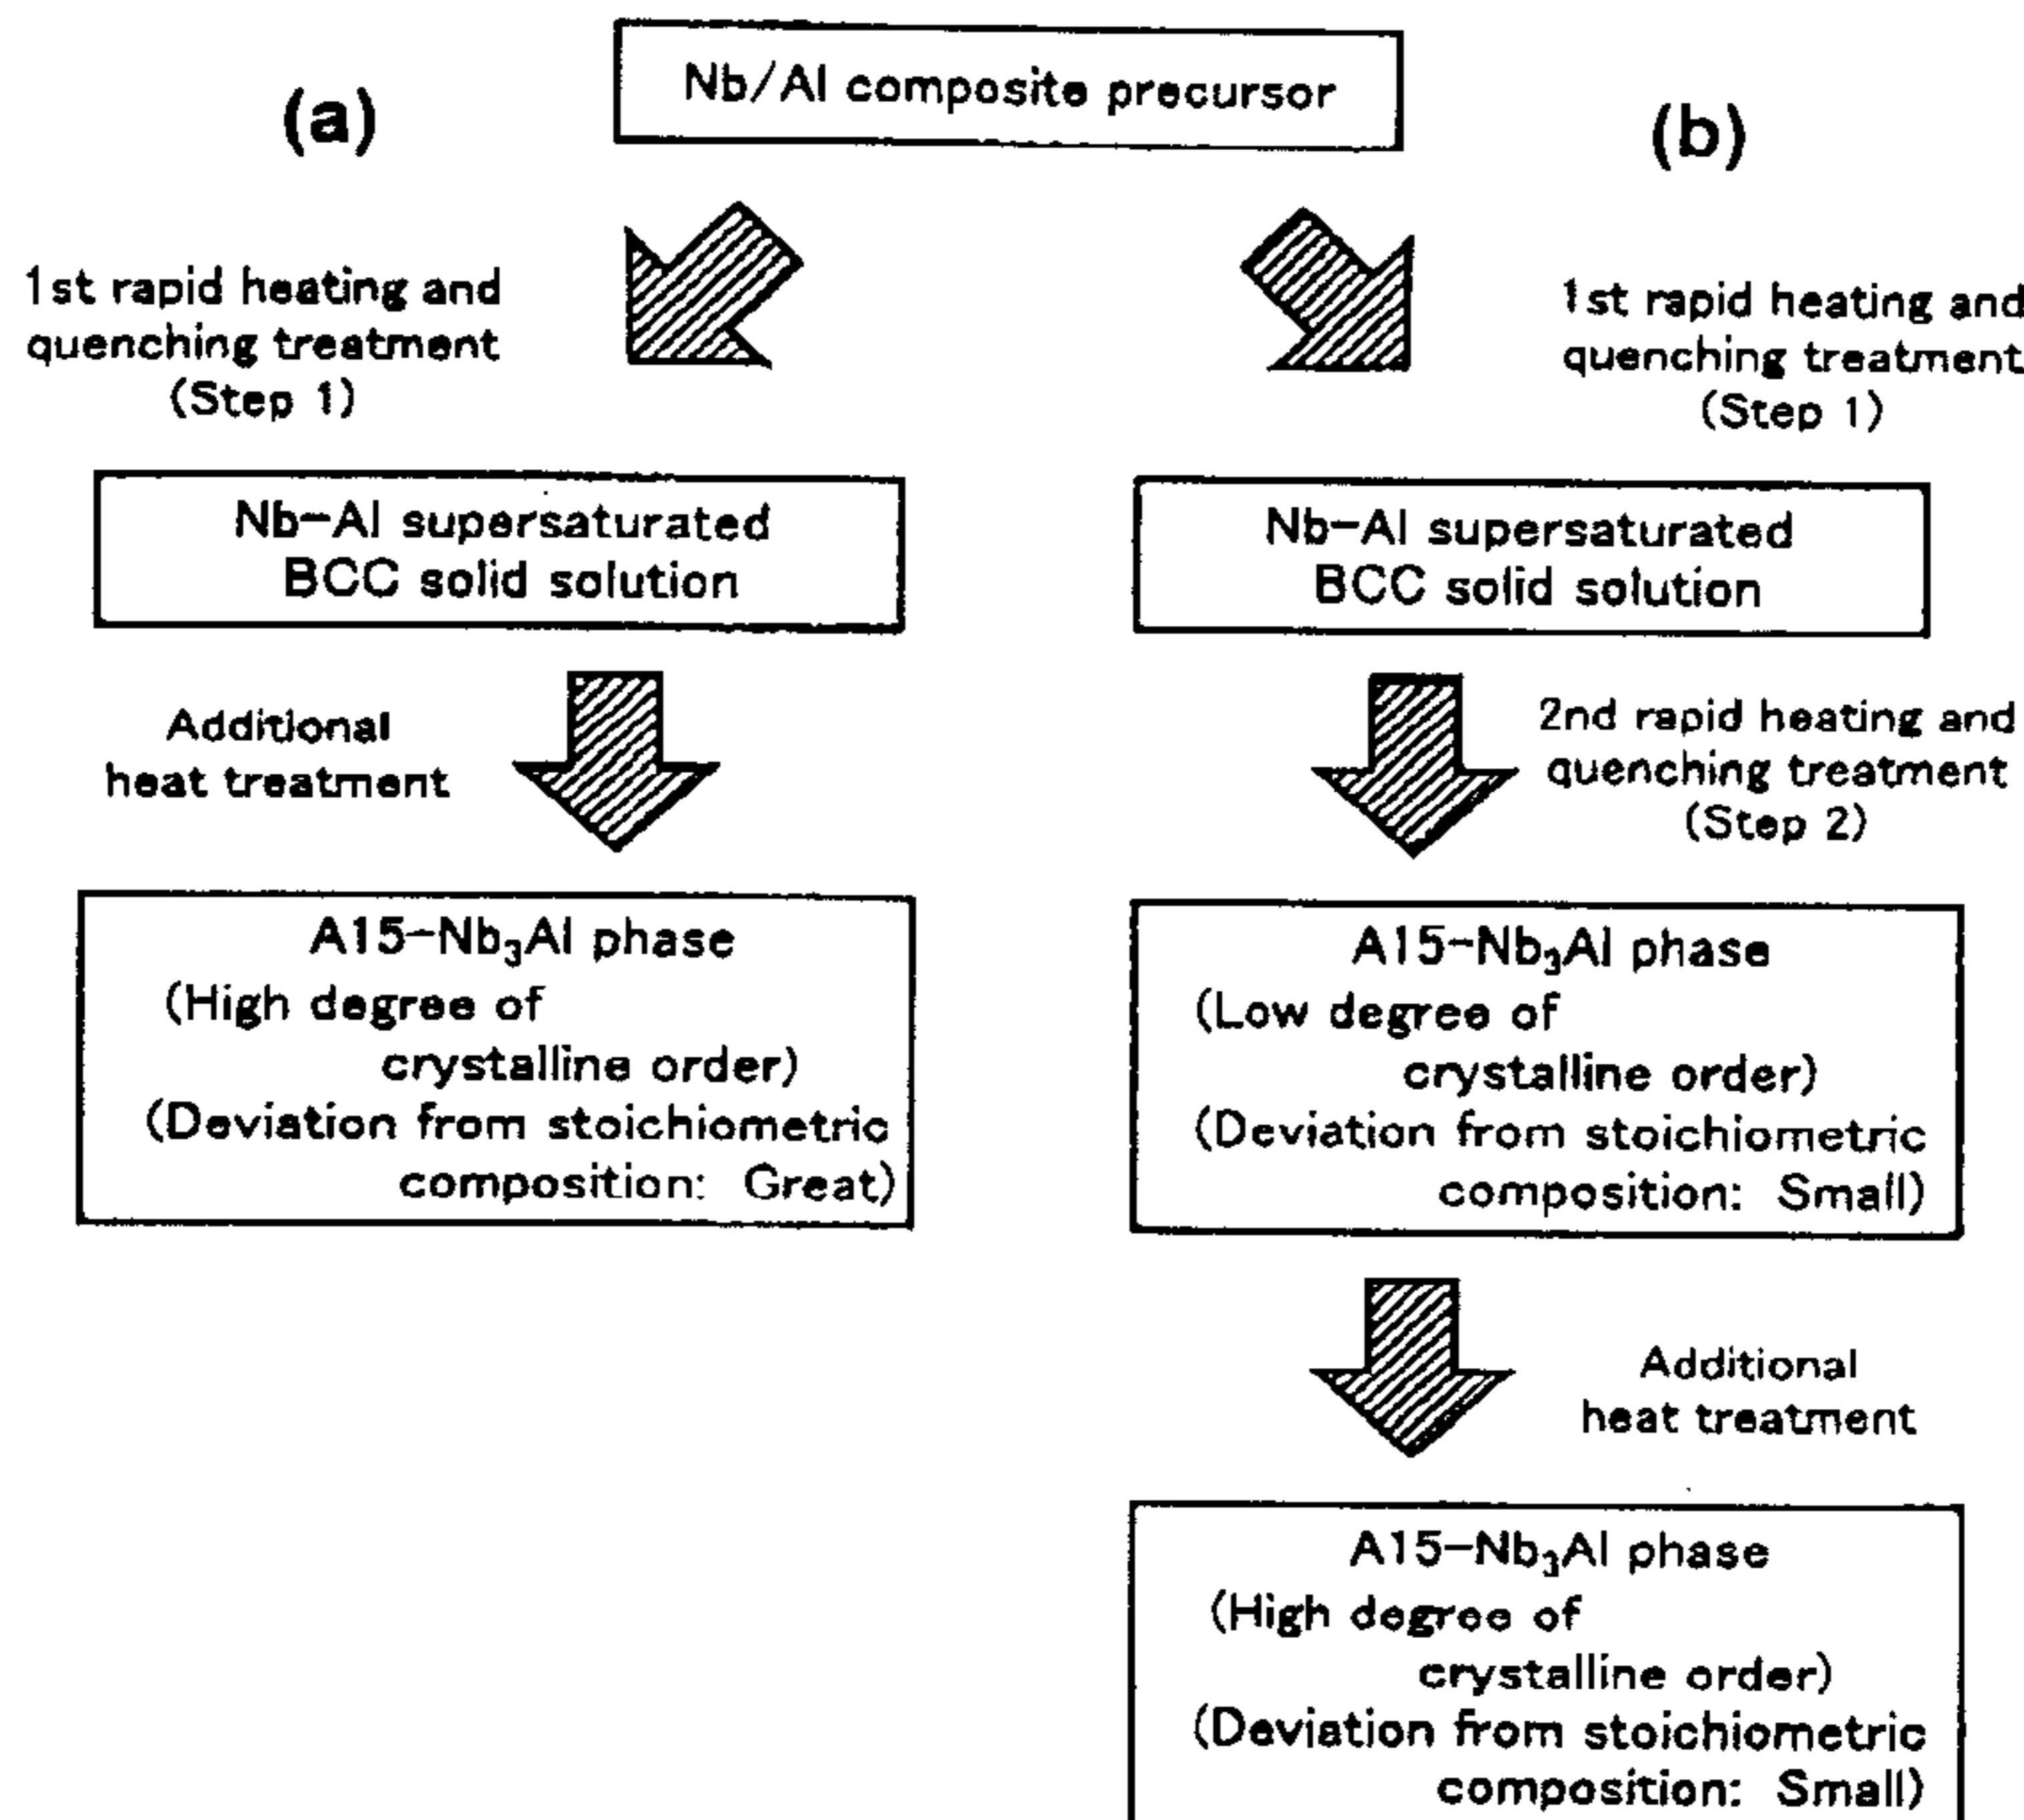 Nb/Al composite precursor
(a)
(b)
1st rapid heating and
quenching treatment
(Step 1)
1st rapid heating and
quenching treatment
(Step 1)
Nb-Al supersaturated
BCC solid solution
Nb-Al supersaturated
BCC solid solution
Additional
heat treatment
2nd rapid heating and
quenching treatment
(Step 2)
A15-Nb₃Al phase
(High degree of
crystalline order)
(Deviation from stoichiometric
composition: Great)
A15-Nb₃Al phase
(Low degree of
crystalline order)
(Deviation from stoichiometric
composition: Small)
Additional
heat treatment
A15-Nb₃Al phase
(High degree of
crystalline order)
(Deviation from stoichiometric
composition: Small)